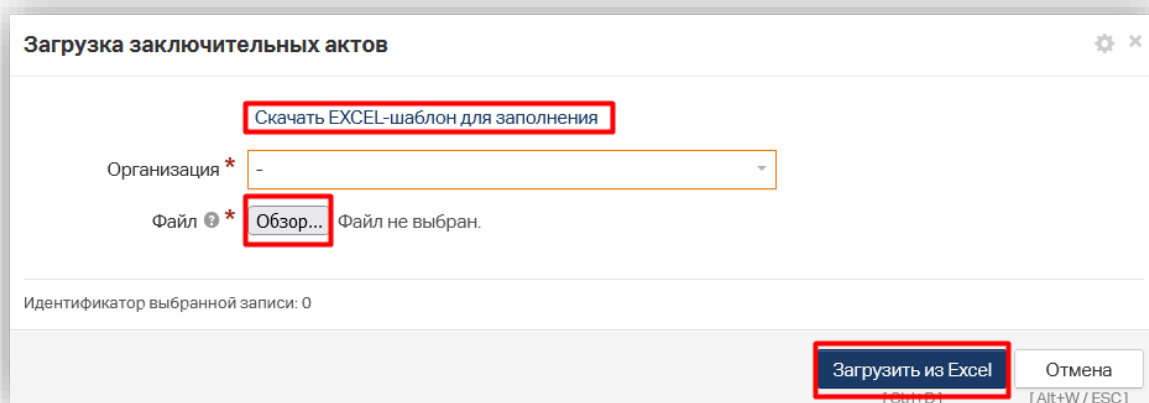 Загрузка заключительных актов
Скачать EXCEL-шаблон для заполнения
Организация * -
Файл * Обзор... Файл не выбран.
Идентификатор выбранной записи: 0
Загрузить из Excel Отмена
[Ctrl+D] [Alt+W / ESC]